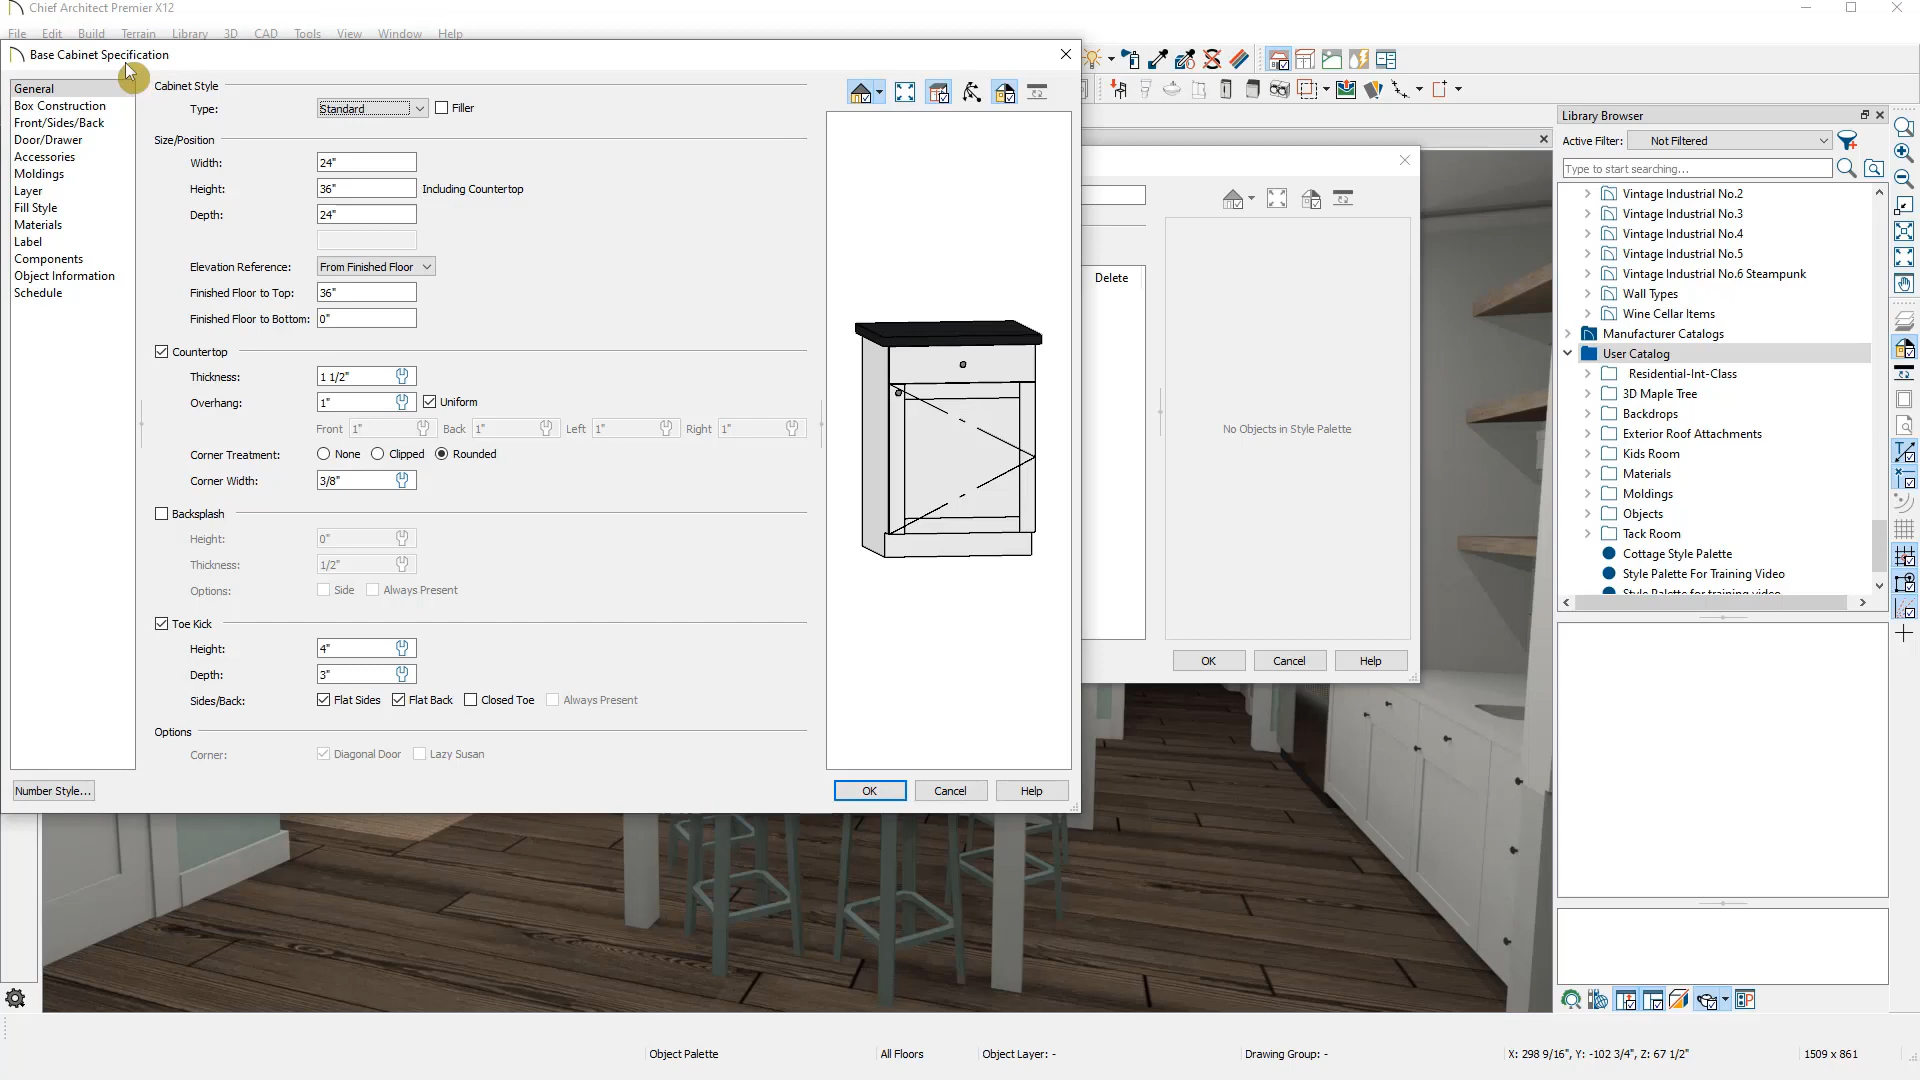 Chief Architect Premier X12
File Edit Build Terrain Library 3D CAD Tools View Window Help
Base Cabinet Specification
General
Box Construction
Front/Sides/Back
Door/Drawer
Accessories
Moldings
Layer
Fill Style
Materials
Label
Components
Object Information
Schedule
Number Style...
Cabinet Style
Type: Standard Filler
Size/Position
Width: 24"
Height: 36" Including Countertop
Depth: 24"
Elevation Reference: From Finished Floor
Finished Floor to Top: 36"
Finished Floor to Bottom: 0"
Countertop
Thickness: 1 1/2"
Overhang: 1" Uniform
Front 1" Back 1" Left 1" Right 1"
Corner Treatment: None Clipped Rounded
Corner Width: 3/8"
Backsplash
Height: 0"
Thickness: 1/2"
Options: Side Always Present
Toe Kick
Height: 4"
Depth: 3"
Sides/Back: Flat Sides Flat Back Closed Toe Always Present
Options
Corner: Diagonal Door Lazy Susan
OK Cancel Help
Delete
No Objects in Style Palette
OK Cancel Help
Library Browser
Active Filter: Not Filtered
Type to start searching...
Vintage Industrial No.2
Vintage Industrial No.3
Vintage Industrial No.4
Vintage Industrial No.5
Vintage Industrial No.6 Steampunk
Wall Types
Wine Cellar Items
Manufacturer Catalogs
User Catalog
Residential-Int-Class
3D Maple Tree
Backdrops
Exterior Roof Attachments
Kids Room
Materials
Moldings
Objects
Tack Room
Cottage Style Palette
Style Palette For Training Video
Style Palette for training video
Object Palette All Floors Object Layer: - Drawing Group: - X: 298 9/16", Y: -102 3/4", Z: 67 1/2" 1509 x 861